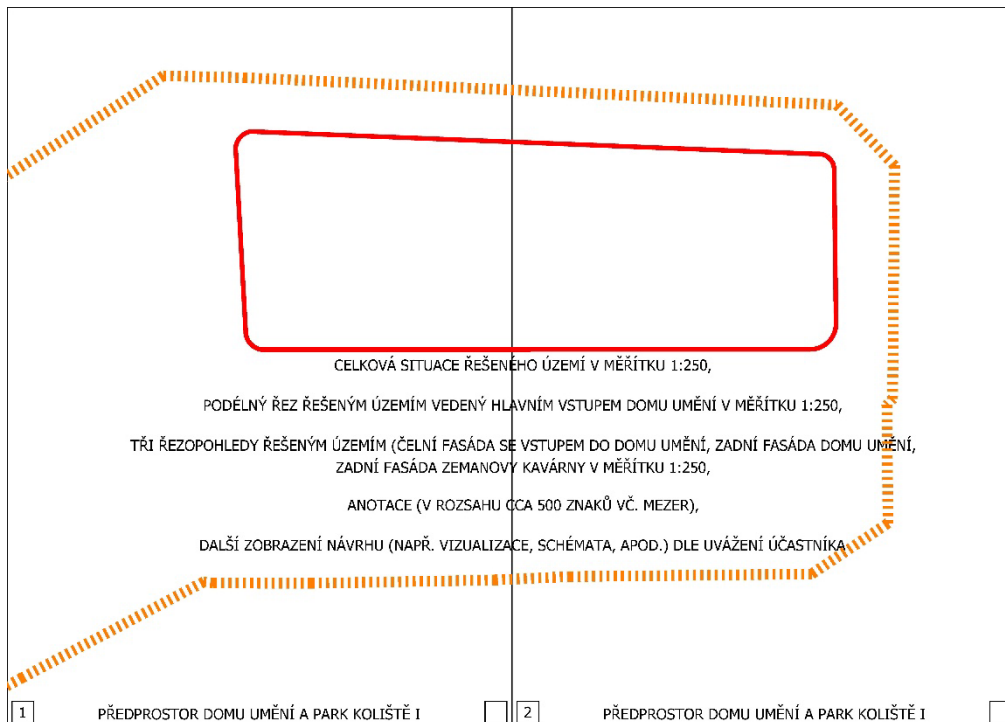 CELKOVÁ SITUACE ŘEŠENÉHO ÚZEMÍ V MĚŘÍTKU 1:250,
PODÉLNÝ ŘEZ ŘEŠENÝM ÚZEMÍM VEDENÝ HLAVNÍM VSTUPEM DOMU UMĚNÍ V MĚŘÍTKU 1:250,
TŘI ŘEZOPOHLEDY ŘEŠENÝM ÚZEMÍM (ČELNÍ FASÁDA SE VSTUPEM DO DOMU UMĚNÍ, ZADNÍ FASÁDA DOMU UMĚNÍ,
ZADNÍ FASÁDA ZEMANOVY KAVÁRNY V MĚŘÍTKU 1:250,
ANOTACE (V ROZSAHU CCA 500 ZNAKŮ VČ. MEZER),
DALŠÍ ZOBRAZENÍ NÁVRHU (NAPŘ. VIZUALIZACE, SCHÉMATA, APOD.) DLE UVÁŽENÍ ÚČASTNÍKA
1 PŘEDPROSTOR DOMU UMĚNÍ A PARK KOLIŠTĚ I
2 PŘEDPROSTOR DOMU UMĚNÍ A PARK KOLIŠTĚ I